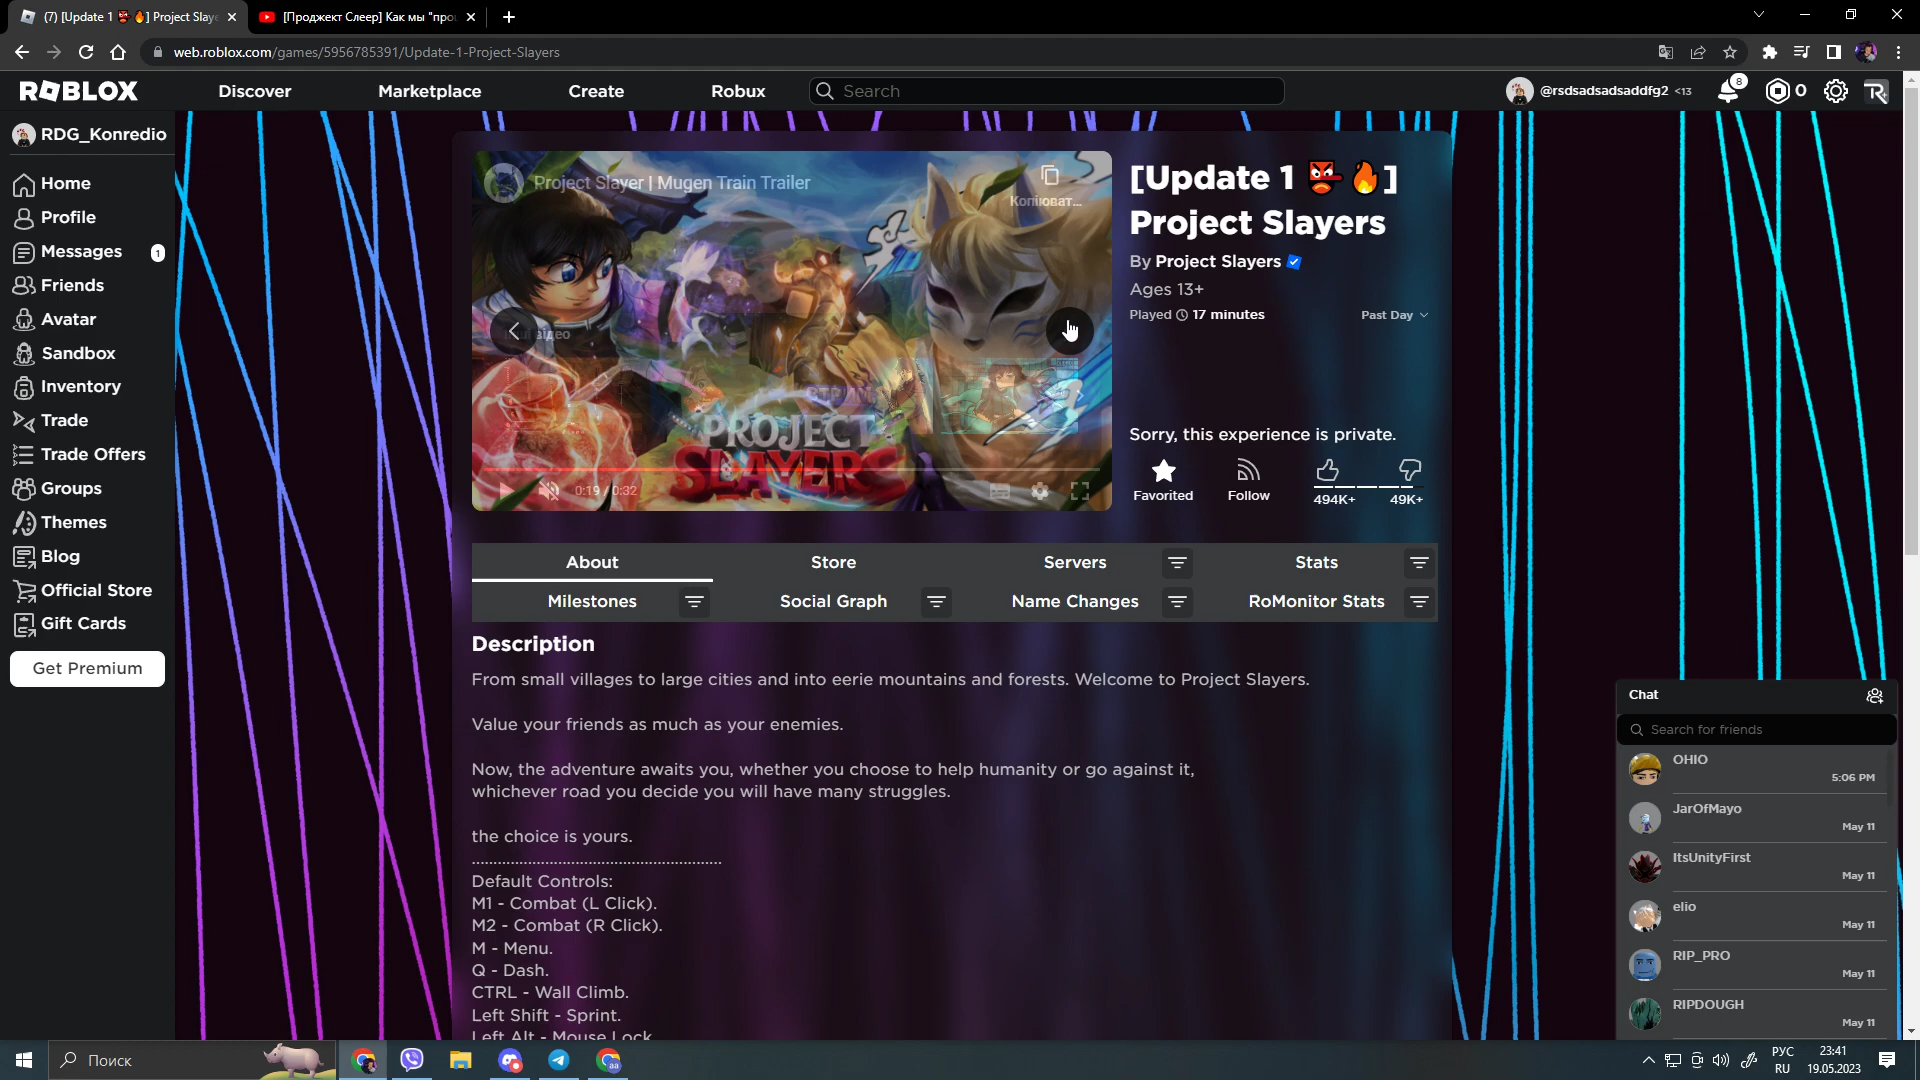 (7) [Update 1 👺🔥] Project Slaye
[Проджект Слеер] Как мы "про
web.roblox.com/games/5956785391/Update-1-Project-Slayers
ROBLOX
Discover
Marketplace
Create
Robux
Search
@rsdsadsadsaddfg2 <13
8
0
RDG_Konredio
Home
Profile
Messages
1
Friends
Avatar
Sandbox
Inventory
Trade
Trade Offers
Groups
Themes
Blog
Official Store
Gift Cards
Get Premium
Project Slayer | Mugen Train Trailer
Копіюват...
PROJECT
SLAYERS
0:19 / 0:32
[Update 1 👺🔥]
Project Slayers
By Project Slayers
Ages 13+
Played 17 minutes
Past Day
Sorry, this experience is private.
Favorited
Follow
494K+
49K+
About
Store
Servers
Stats
Milestones
Social Graph
Name Changes
RoMonitor Stats
Description
From small villages to large cities and into eerie mountains and forests. Welcome to Project Slayers.
Value your friends as much as your enemies.
Now, the adventure awaits you, whether you choose to help humanity or go against it,
whichever road you decide you will have many struggles.
the choice is yours.
..........................................................
Default Controls:
M1 - Combat (L Click).
M2 - Combat (R Click).
M - Menu.
Q - Dash.
CTRL - Wall Climb.
Left Shift - Sprint.
Left Alt - Mouse Lock
Chat
Search for friends
OHIO
5:06 PM
JarOfMayo
May 11
ItsUnityFirst
May 11
elio
May 11
RIP_PRO
May 11
RIPDOUGH
May 11
Поиск
РУС
RU
23:41
19.05.2023